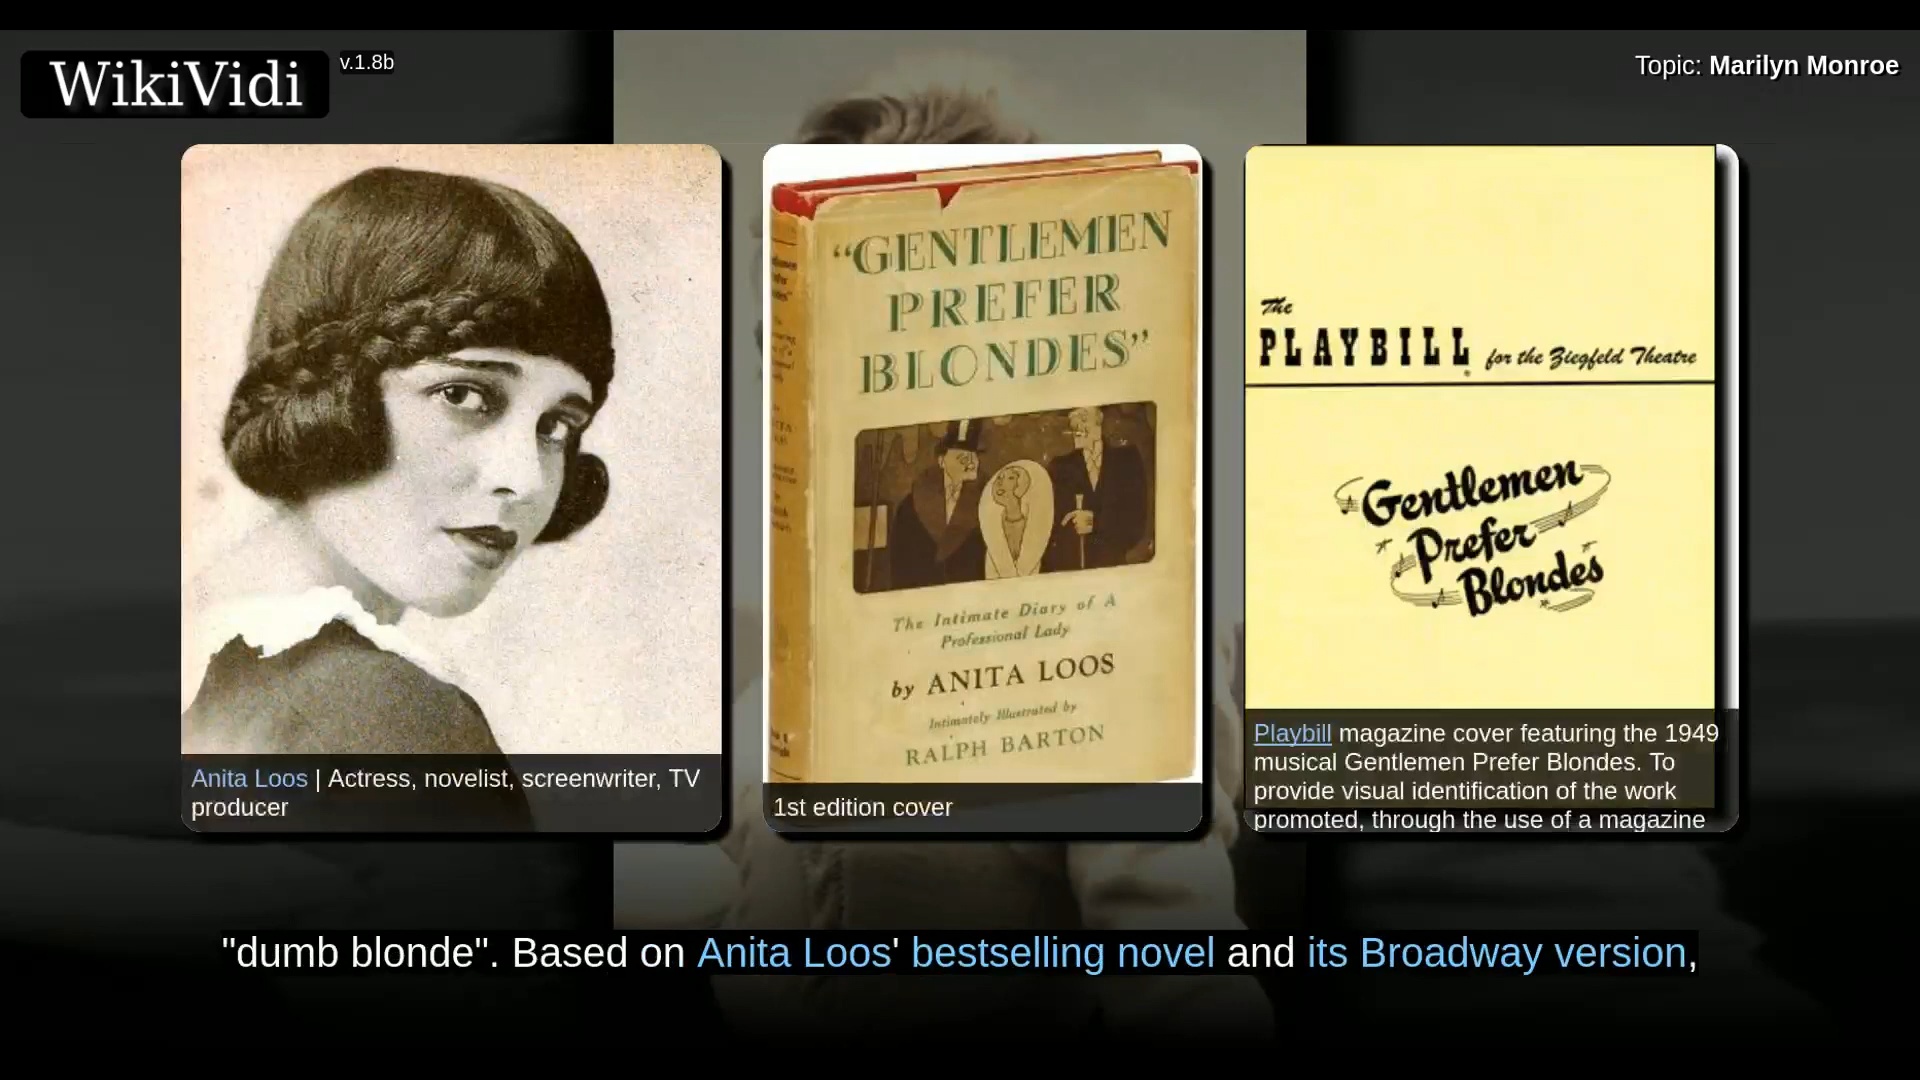 WikiVidi
v.1.8b
Topic: Marilyn Monroe
Anita Loos | Actress, novelist, screenwriter, TV
producer
"GENTLEMEN
PREFER
BLONDES"
The Intimate Diary of A
Professional Lady
by ANITA LOOS
Intimately Illustrated by
RALPH BARTON
1st edition cover
The
PLAYBILL
for the Ziegfeld Theatre
Gentlemen
Prefer
Blondes
Playbill magazine cover featuring the 1949
musical Gentlemen Prefer Blondes. To
provide visual identification of the work
promoted, through the use of a magazine
"dumb blonde". Based on Anita Loos' bestselling novel and its Broadway version,